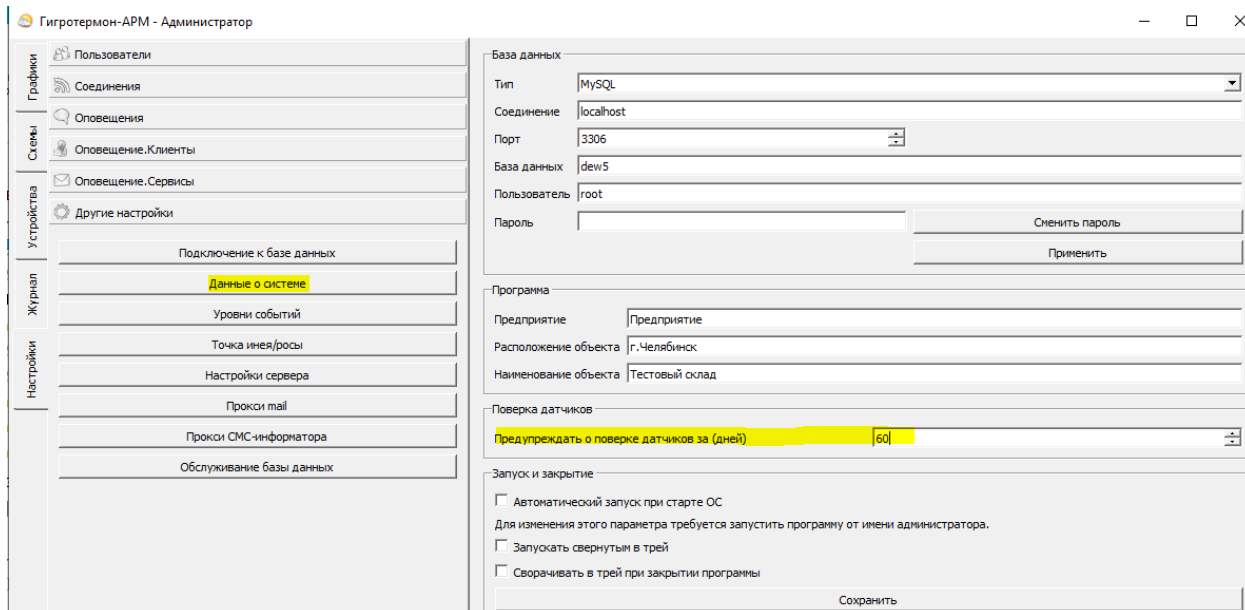 Гигротермон-АРМ - Администратор
Графики
Схемы
Устройства
Журнал
Настройки
Пользователи
Соединения
Оповещения
Оповещение.Клиенты
Оповещение.Сервисы
Другие настройки
Подключение к базе данных
Данные о системе
Уровни событий
Точка инея/росы
Настройки сервера
Прокси mail
Прокси СМС-информатора
Обслуживание базы данных
База данных
Тип MySQL
Соединение localhost
Порт 3306
База данных dew5
Пользователь root
Пароль Сменить пароль
Применить
Программа
Предприятие Предприятие
Расположение объекта г.Челябинск
Наименование объекта Тестовый склад
Поверка датчиков
Предупреждать о поверке датчиков за (дней) 60
Запуск и закрытие
Автоматический запуск при старте ОС
Для изменения этого параметра требуется запустить программу от имени администратора.
Запускать свернутым в трей
Сворачивать в трей при закрытии программы
Сохранить